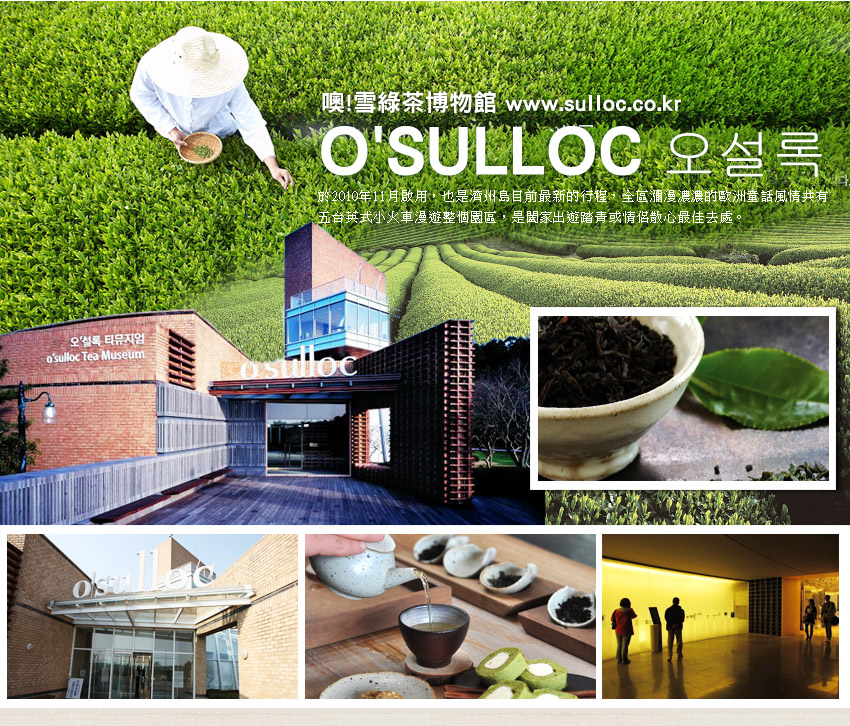 噢!雪綠茶博物館 www.sulloc.co.kr
O'SULLOC 오설록
於2010年11月啟用，也是濟州島目前最新的行程，全區瀰漫濃濃的歐洲童話風情共有
五台英式小火車漫遊整個園區，是闔家出遊踏青或情侶散心最佳去處。
오'설록 티뮤지엄
o'sulloc Tea Museum
o'sulloc
o'sulloc